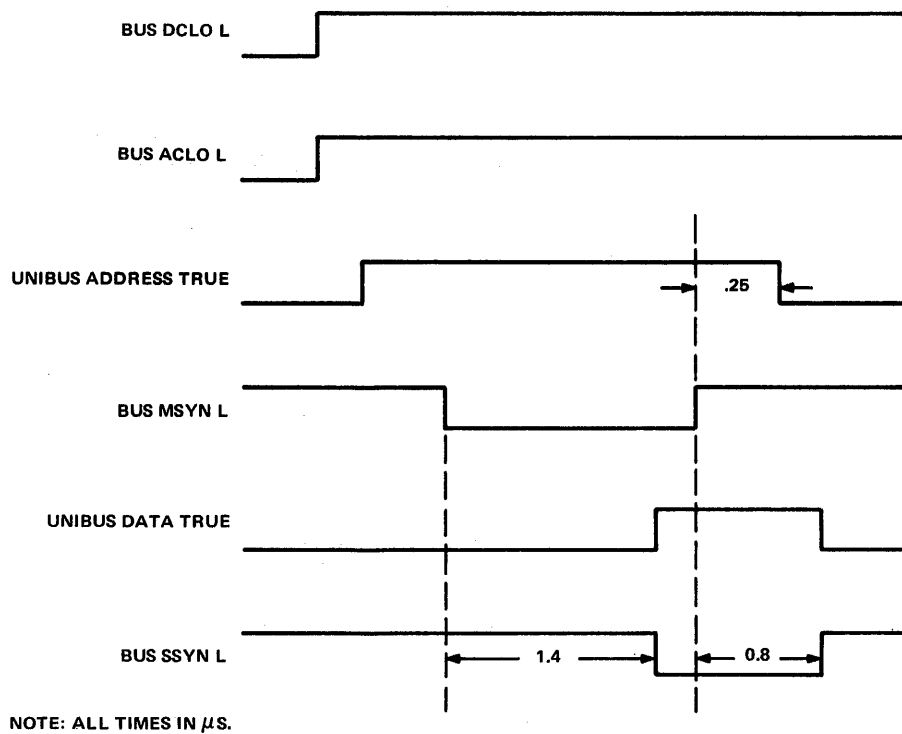 BUS DCLO L
BUS ACLO L
UNIBUS ADDRESS TRUE
.25
BUS MSYN L
UNIBUS DATA TRUE
BUS SSYN L
1.4
0.8
NOTE: ALL TIMES IN μS.